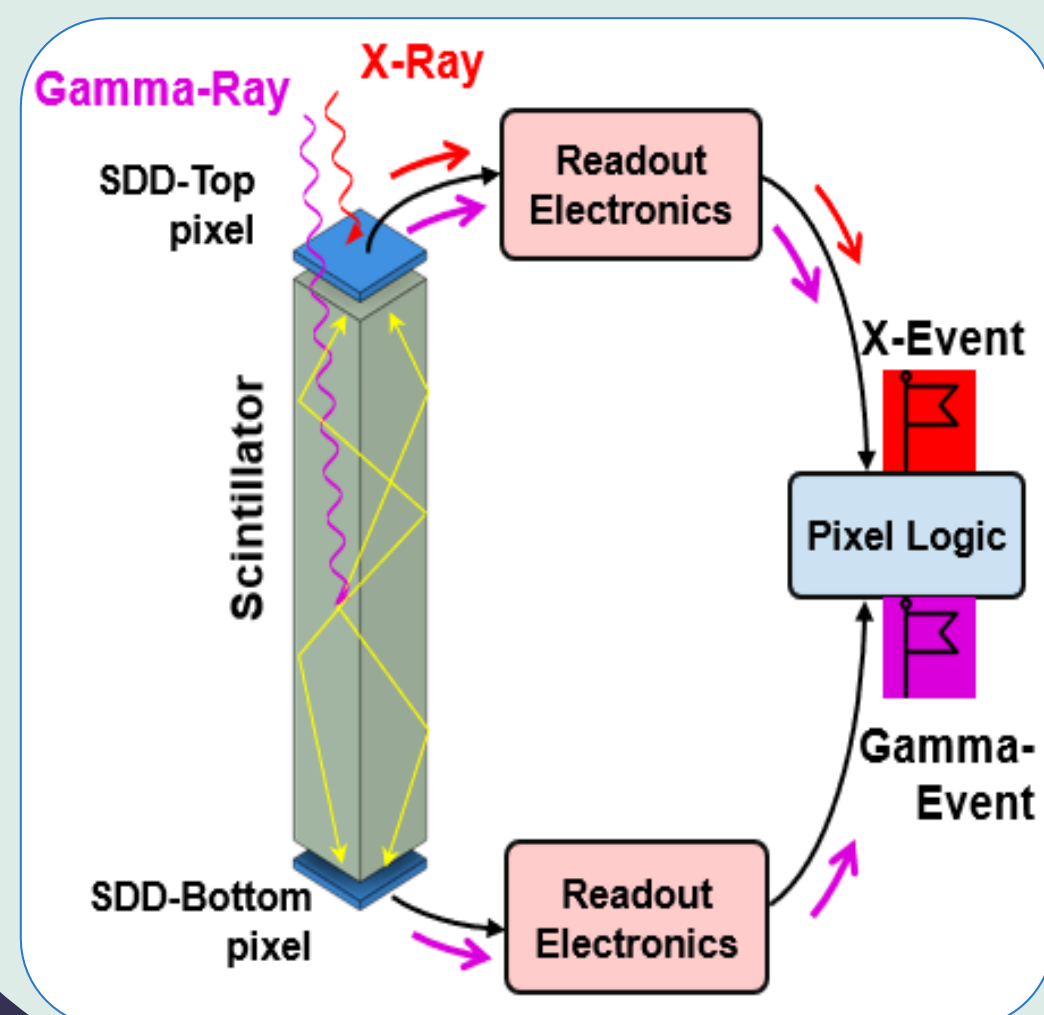 X-Ray
Gamma-Ray
SDD-Top
pixel
Readout
Electronics
X-Event
Scintillator
Pixel Logic
Gamma-
Event
SDD-Bottom
pixel
Readout
Electronics